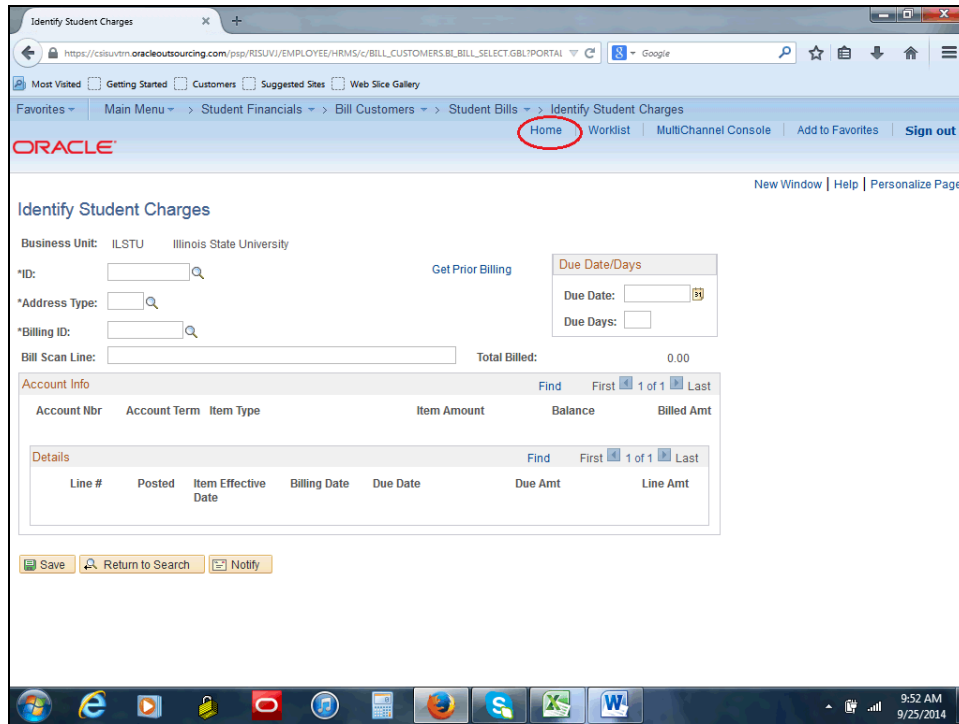 Identify Student Charges
https://csisuvtrn.oracleoutsourcing.com/psp/RISUVJ/EMPLOYEE/HRMS/c/BILL_CUSTOMERS.BI_BILL_SELECT.GBL?PORTAL
Google
Most Visited Getting Started Customers Suggested Sites Web Slice Gallery
Favorites Main Menu > Student Financials > Bill Customers > Student Bills > Identify Student Charges
Home Worklist MultiChannel Console Add to Favorites Sign out
ORACLE
New Window | Help | Personalize Page
Identify Student Charges
Business Unit: ILSTU Illinois State University
*ID: Get Prior Billing Due Date/Days
*Address Type: Due Date: 31
*Billing ID: Due Days:
Bill Scan Line: Total Billed: 0.00
Account Info Find First 1 of 1 Last
Account Nbr Account Term Item Type Item Amount Balance Billed Amt
Details Find First 1 of 1 Last
Line # Posted Item Effective Date Billing Date Due Date Due Amt Line Amt
Save Return to Search Notify
9:52 AM
9/25/2014